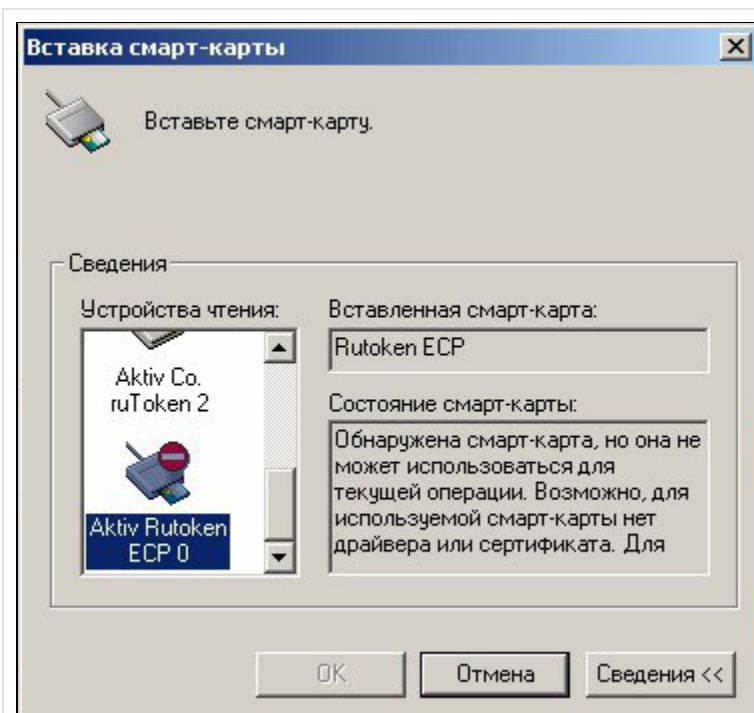 Вставка смарт-карты
Вставьте смарт-карту.
Сведения
Устройства чтения:
Aktiv Co.
ruToken 2
Aktiv Rutoken
ECP 0
Вставленная смарт-карта:
Rutoken ECP
Состояние смарт-карты:
Обнаружена смарт-карта, но она не
может использоваться для
текущей операции. Возможно, для
используемой смарт-карты нет
драйвера или сертификата. Для
OK
Отмена
Сведения <<